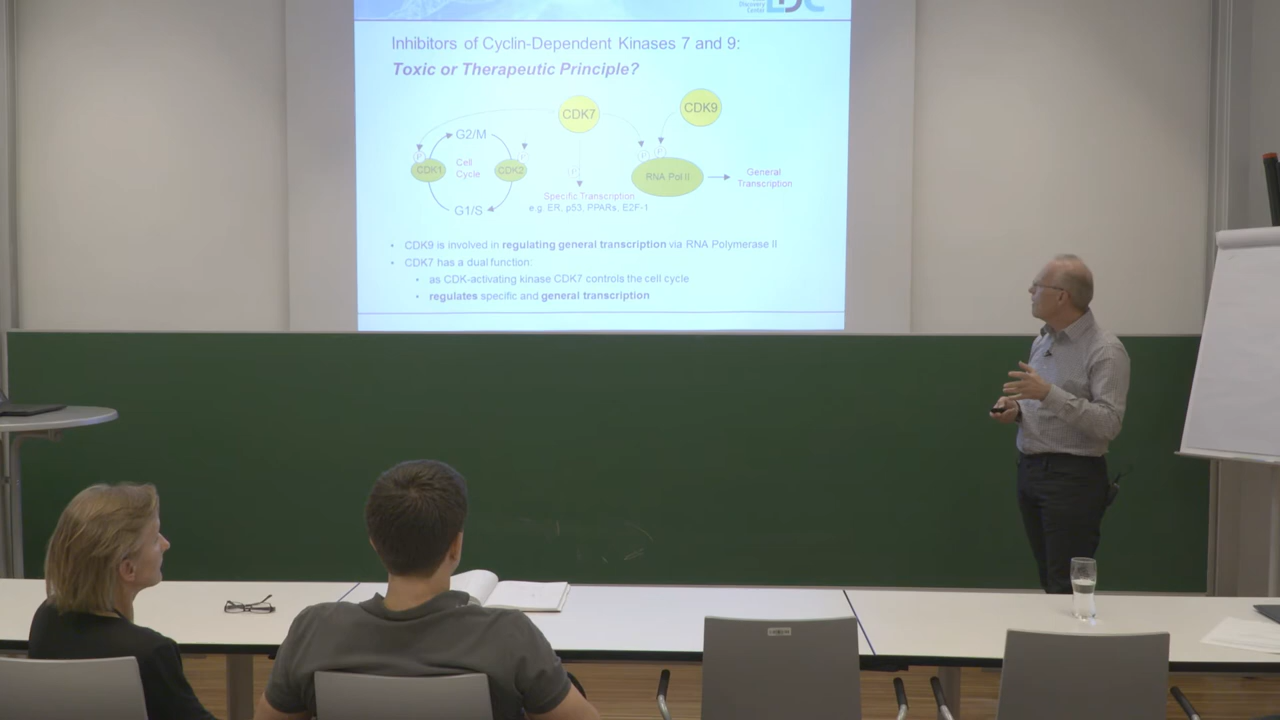 Discovery
Center
LDC
Inhibitors of Cyclin-Dependent Kinases 7 and 9:
Toxic or Therapeutic Principle?
CDK7
CDK9
G2/M
P
P
P
P
CDK1
Cell
Cycle
CDK2
P
RNA Pol II
General
Transcription
G1/S
Specific Transcription
e.g. ER, p53, PPARs, E2F-1
• CDK9 is involved in regulating general transcription via RNA Polymerase II
• CDK7 has a dual function:
• as CDK-activating kinase CDK7 controls the cell cycle
• regulates specific and general transcription